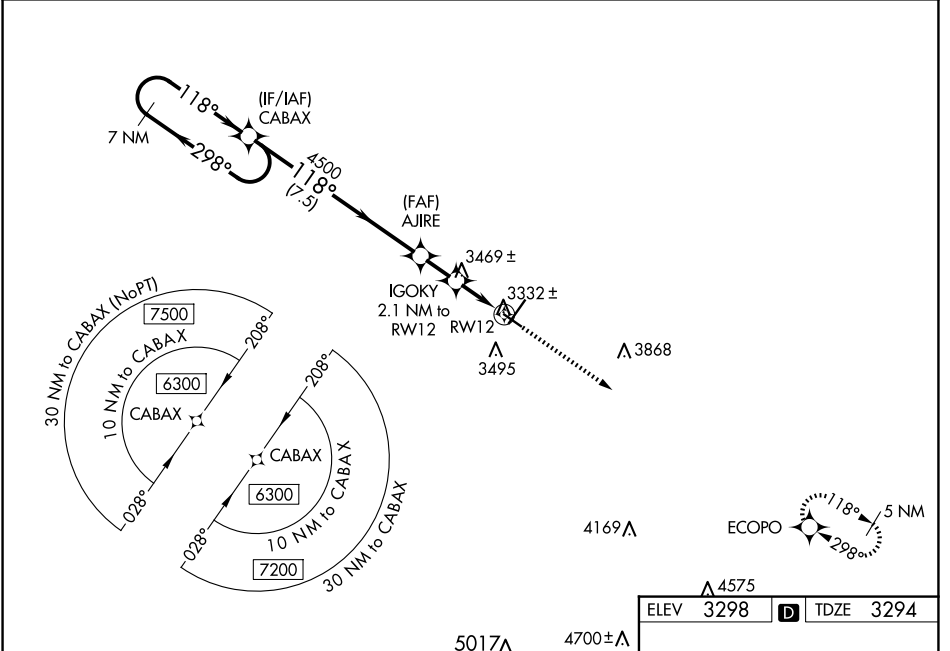 118°
(IF/IAF)
CABAX
7 NM
298°
4500
118°
(7.5)
(FAF)
AJIRE
3469 ±
IGOKY
2.1 NM to
RW12
RW12
3332 ±
3495
3868
30 NM to CABAX (NoPT)
7500
208°
10 NM to CABAX
6300
CABAX
028°
208°
CABAX
6300
028°
10 NM to CABAX
7200
30 NM to CABAX
4169
ECOPO
118°
5 NM
298°
4575
ELEV 3298 D TDZE 3294
5017
4700±